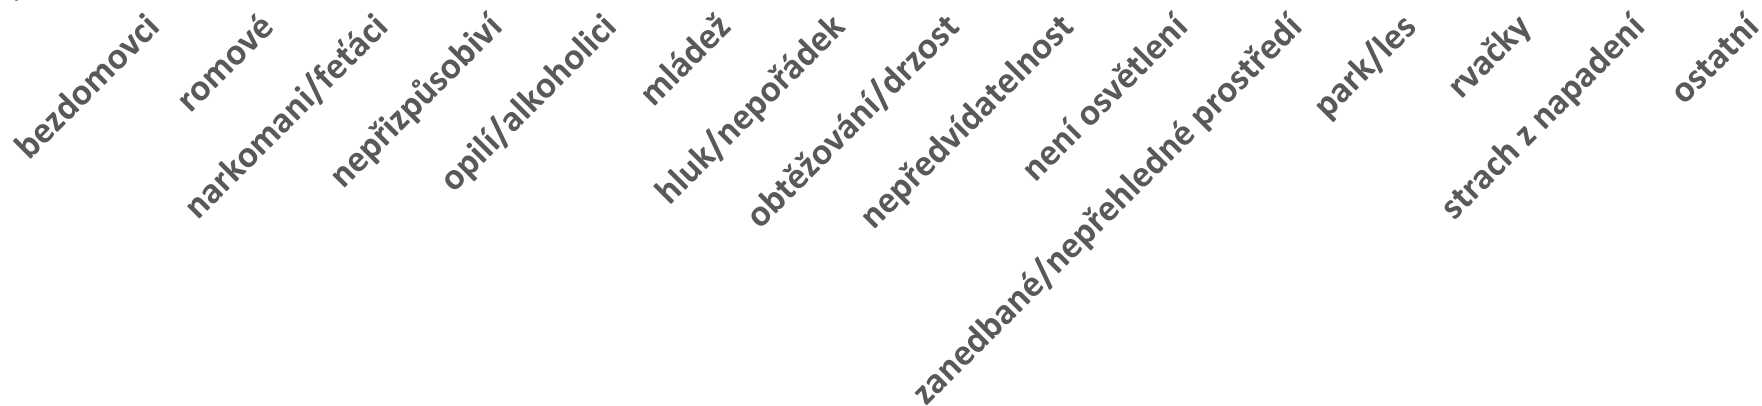 bezdomovci
romové
narkomani/feťáci
nepřizpůsobiví
opilí/alkoholici
mládež
hluk/nepořádek
obtěžování/drzost
nepředvídatelnost
není osvětlení
zanedbané/nepřehledné prostředí
park/les
rvačky
strach z napadení
ostatní